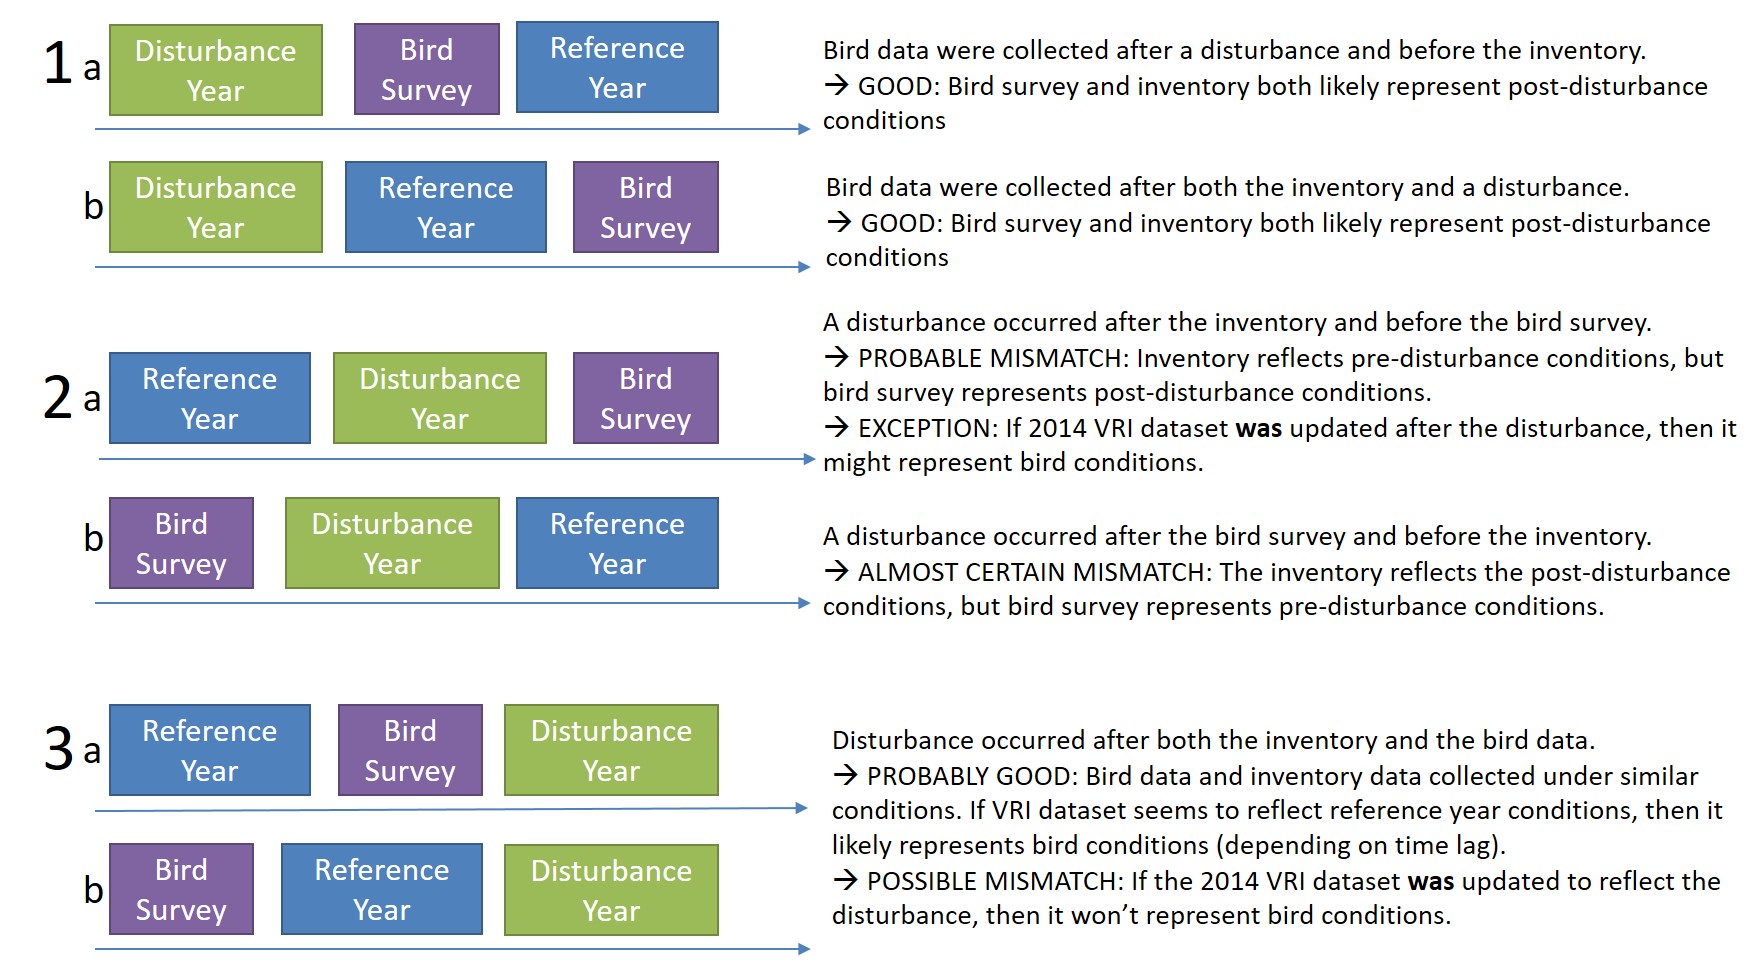 1 a
Disturbance
Year
Bird
Survey
Reference
Year
Bird data were collected after a disturbance and before the inventory.
→ GOOD: Bird survey and inventory both likely represent post-disturbance
conditions
b
Disturbance
Year
Reference
Year
Bird
Survey
Bird data were collected after both the inventory and a disturbance.
→ GOOD: Bird survey and inventory both likely represent post-disturbance
conditions
2 a
Reference
Year
Disturbance
Year
Bird
Survey
A disturbance occurred after the inventory and before the bird survey.
→ PROBABLE MISMATCH: Inventory reflects pre-disturbance conditions, but
bird survey represents post-disturbance conditions.
→ EXCEPTION: If 2014 VRI dataset was updated after the disturbance, then it
might represent bird conditions.
b
Bird
Survey
Disturbance
Year
Reference
Year
A disturbance occurred after the bird survey and before the inventory.
→ ALMOST CERTAIN MISMATCH: The inventory reflects the post-disturbance
conditions, but bird survey represents pre-disturbance conditions.
3 a
Reference
Year
Bird
Survey
Disturbance
Year
b
Bird
Survey
Reference
Year
Disturbance
Year
Disturbance occurred after both the inventory and the bird data.
→ PROBABLY GOOD: Bird data and inventory data collected under similar
conditions. If VRI dataset seems to reflect reference year conditions, then it
likely represents bird conditions (depending on time lag).
→ POSSIBLE MISMATCH: If the 2014 VRI dataset was updated to reflect the
disturbance, then it won’t represent bird conditions.